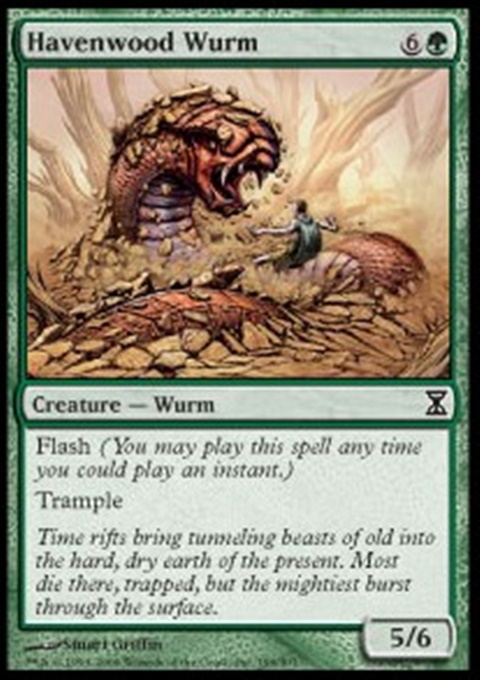 Havenwood Wurm 6
Creature — Wurm
Flash (You may play this spell any time
you could play an instant.)
Trample
Time rifts bring tunneling beasts of old into
the hard, dry earth of the present. Most
die there, trapped, but the mightiest burst
through the surface.
Stuart Griffin
5/6